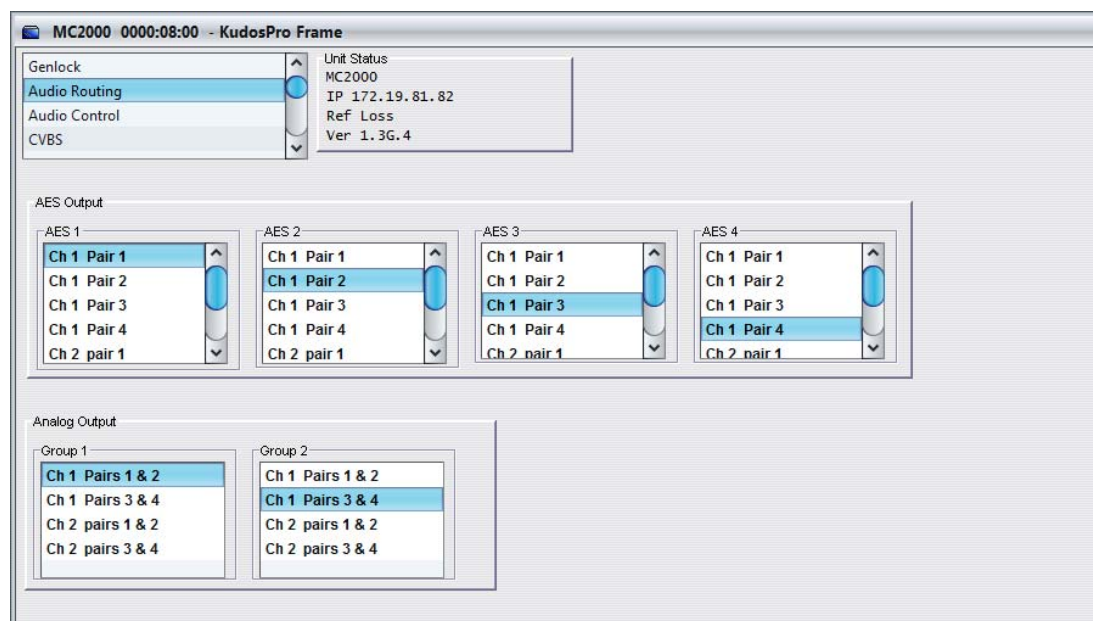 MC2000 0000:08:00 - KudosPro Frame
Genlock
Audio Routing
Audio Control
CVBS
Unit Status
MC2000
IP 172.19.81.82
Ref Loss
Ver 1.3G.4
AES Output
AES 1
Ch 1 Pair 1
Ch 1 Pair 2
Ch 1 Pair 3
Ch 1 Pair 4
Ch 2 pair 1
AES 2
Ch 1 Pair 1
Ch 1 Pair 2
Ch 1 Pair 3
Ch 1 Pair 4
Ch 2 pair 1
AES 3
Ch 1 Pair 1
Ch 1 Pair 2
Ch 1 Pair 3
Ch 1 Pair 4
Ch 2 pair 1
AES 4
Ch 1 Pair 1
Ch 1 Pair 2
Ch 1 Pair 3
Ch 1 Pair 4
Ch 2 pair 1
Analog Output
Group 1
Ch 1 Pairs 1 & 2
Ch 1 Pairs 3 & 4
Ch 2 pairs 1 & 2
Ch 2 pairs 3 & 4
Group 2
Ch 1 Pairs 1 & 2
Ch 1 Pairs 3 & 4
Ch 2 pairs 1 & 2
Ch 2 pairs 3 & 4